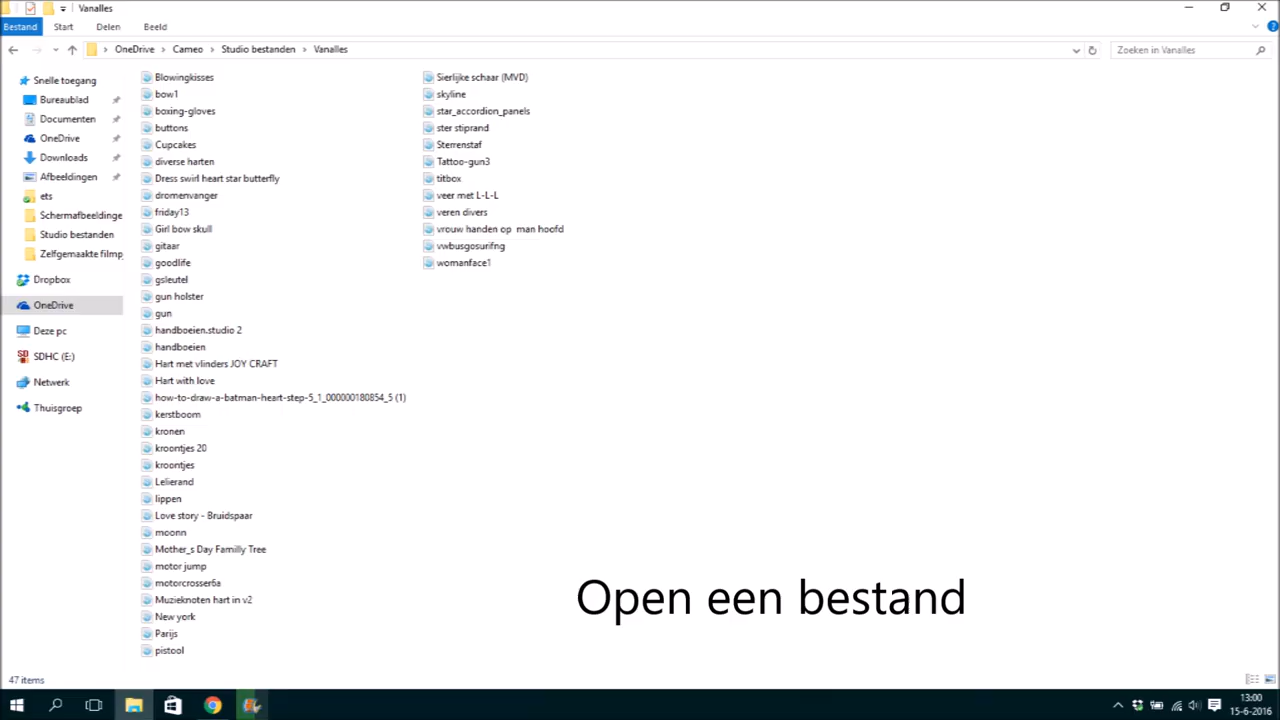 Vanalles
Bestand
Start
Delen
Beeld
OneDrive
Cameo
Studio bestanden
Vanalles
Zoeken in Vanalles
Snelle toegang
Bureaublad
Documenten
OneDrive
Downloads
Afbeeldingen
ets
Schermafbeeldinge
Studio bestanden
Zelfgemaakte filmp
Dropbox
OneDrive
Deze pc
SDHC (E:)
Netwerk
Thuisgroep
Blowingkisses
bow1
boxing-gloves
buttons
Cupcakes
diverse harten
Dress swirl heart star butterfly
dromenvanger
friday13
Girl bow skull
gitaar
goodlife
gsleutel
gun holster
gun
handboeien.studio 2
handboeien
Hart met vlinders JOY CRAFT
Hart with love
how-to-draw-a-batman-heart-step-5_1_000000180854_5 (1)
kerstboom
kronen
kroontjes 20
kroontjes
Lelierand
lippen
Love story - Bruidspaar
moonn
Mother_s Day Familly Tree
motor jump
motorcrosser6a
Muzieknoten hart in v2
New york
Parijs
pistool
Sierlijke schaar (MVD)
skyline
star_accordion_panels
ster stiprand
Sterrenstaf
Tattoo-gun3
titbox
veer met L-L-L
veren divers
vrouw handen op  man hoofd
vwbusgosurifng
womanface1
Open een bestand
47 items
13:00
15-6-2016